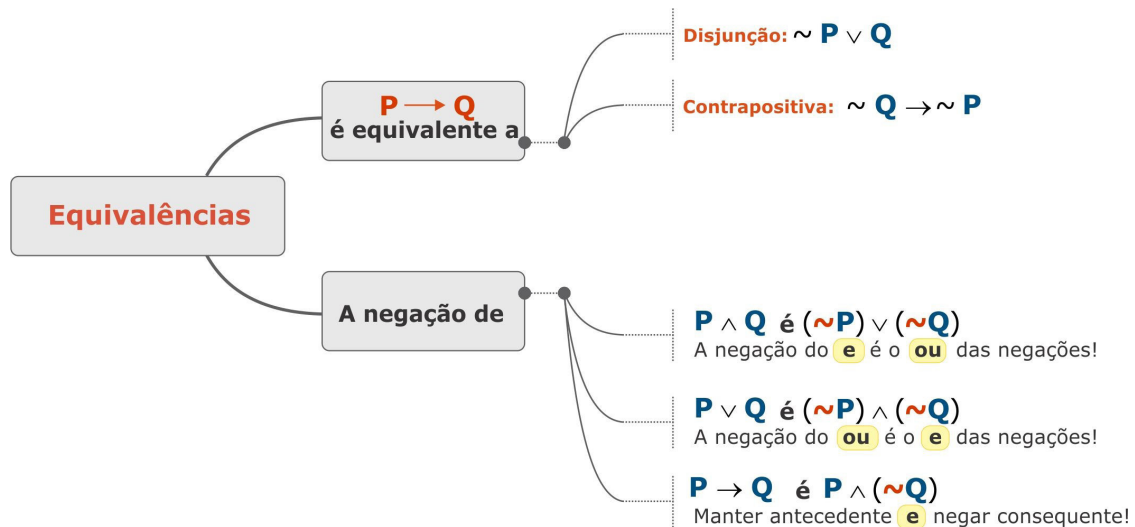 Equivalências
P → Q
é equivalente a
Disjunção: ~ P ∨ Q
Contrapositiva: ~ Q → ~ P
A negação de
P ∧ Q é (~P) ∨ (~Q)
A negação do e é o ou das negações!
P ∨ Q é (~P) ∧ (~Q)
A negação do ou é o e das negações!
P → Q é P ∧ (~Q)
Manter antecedente e negar consequente!